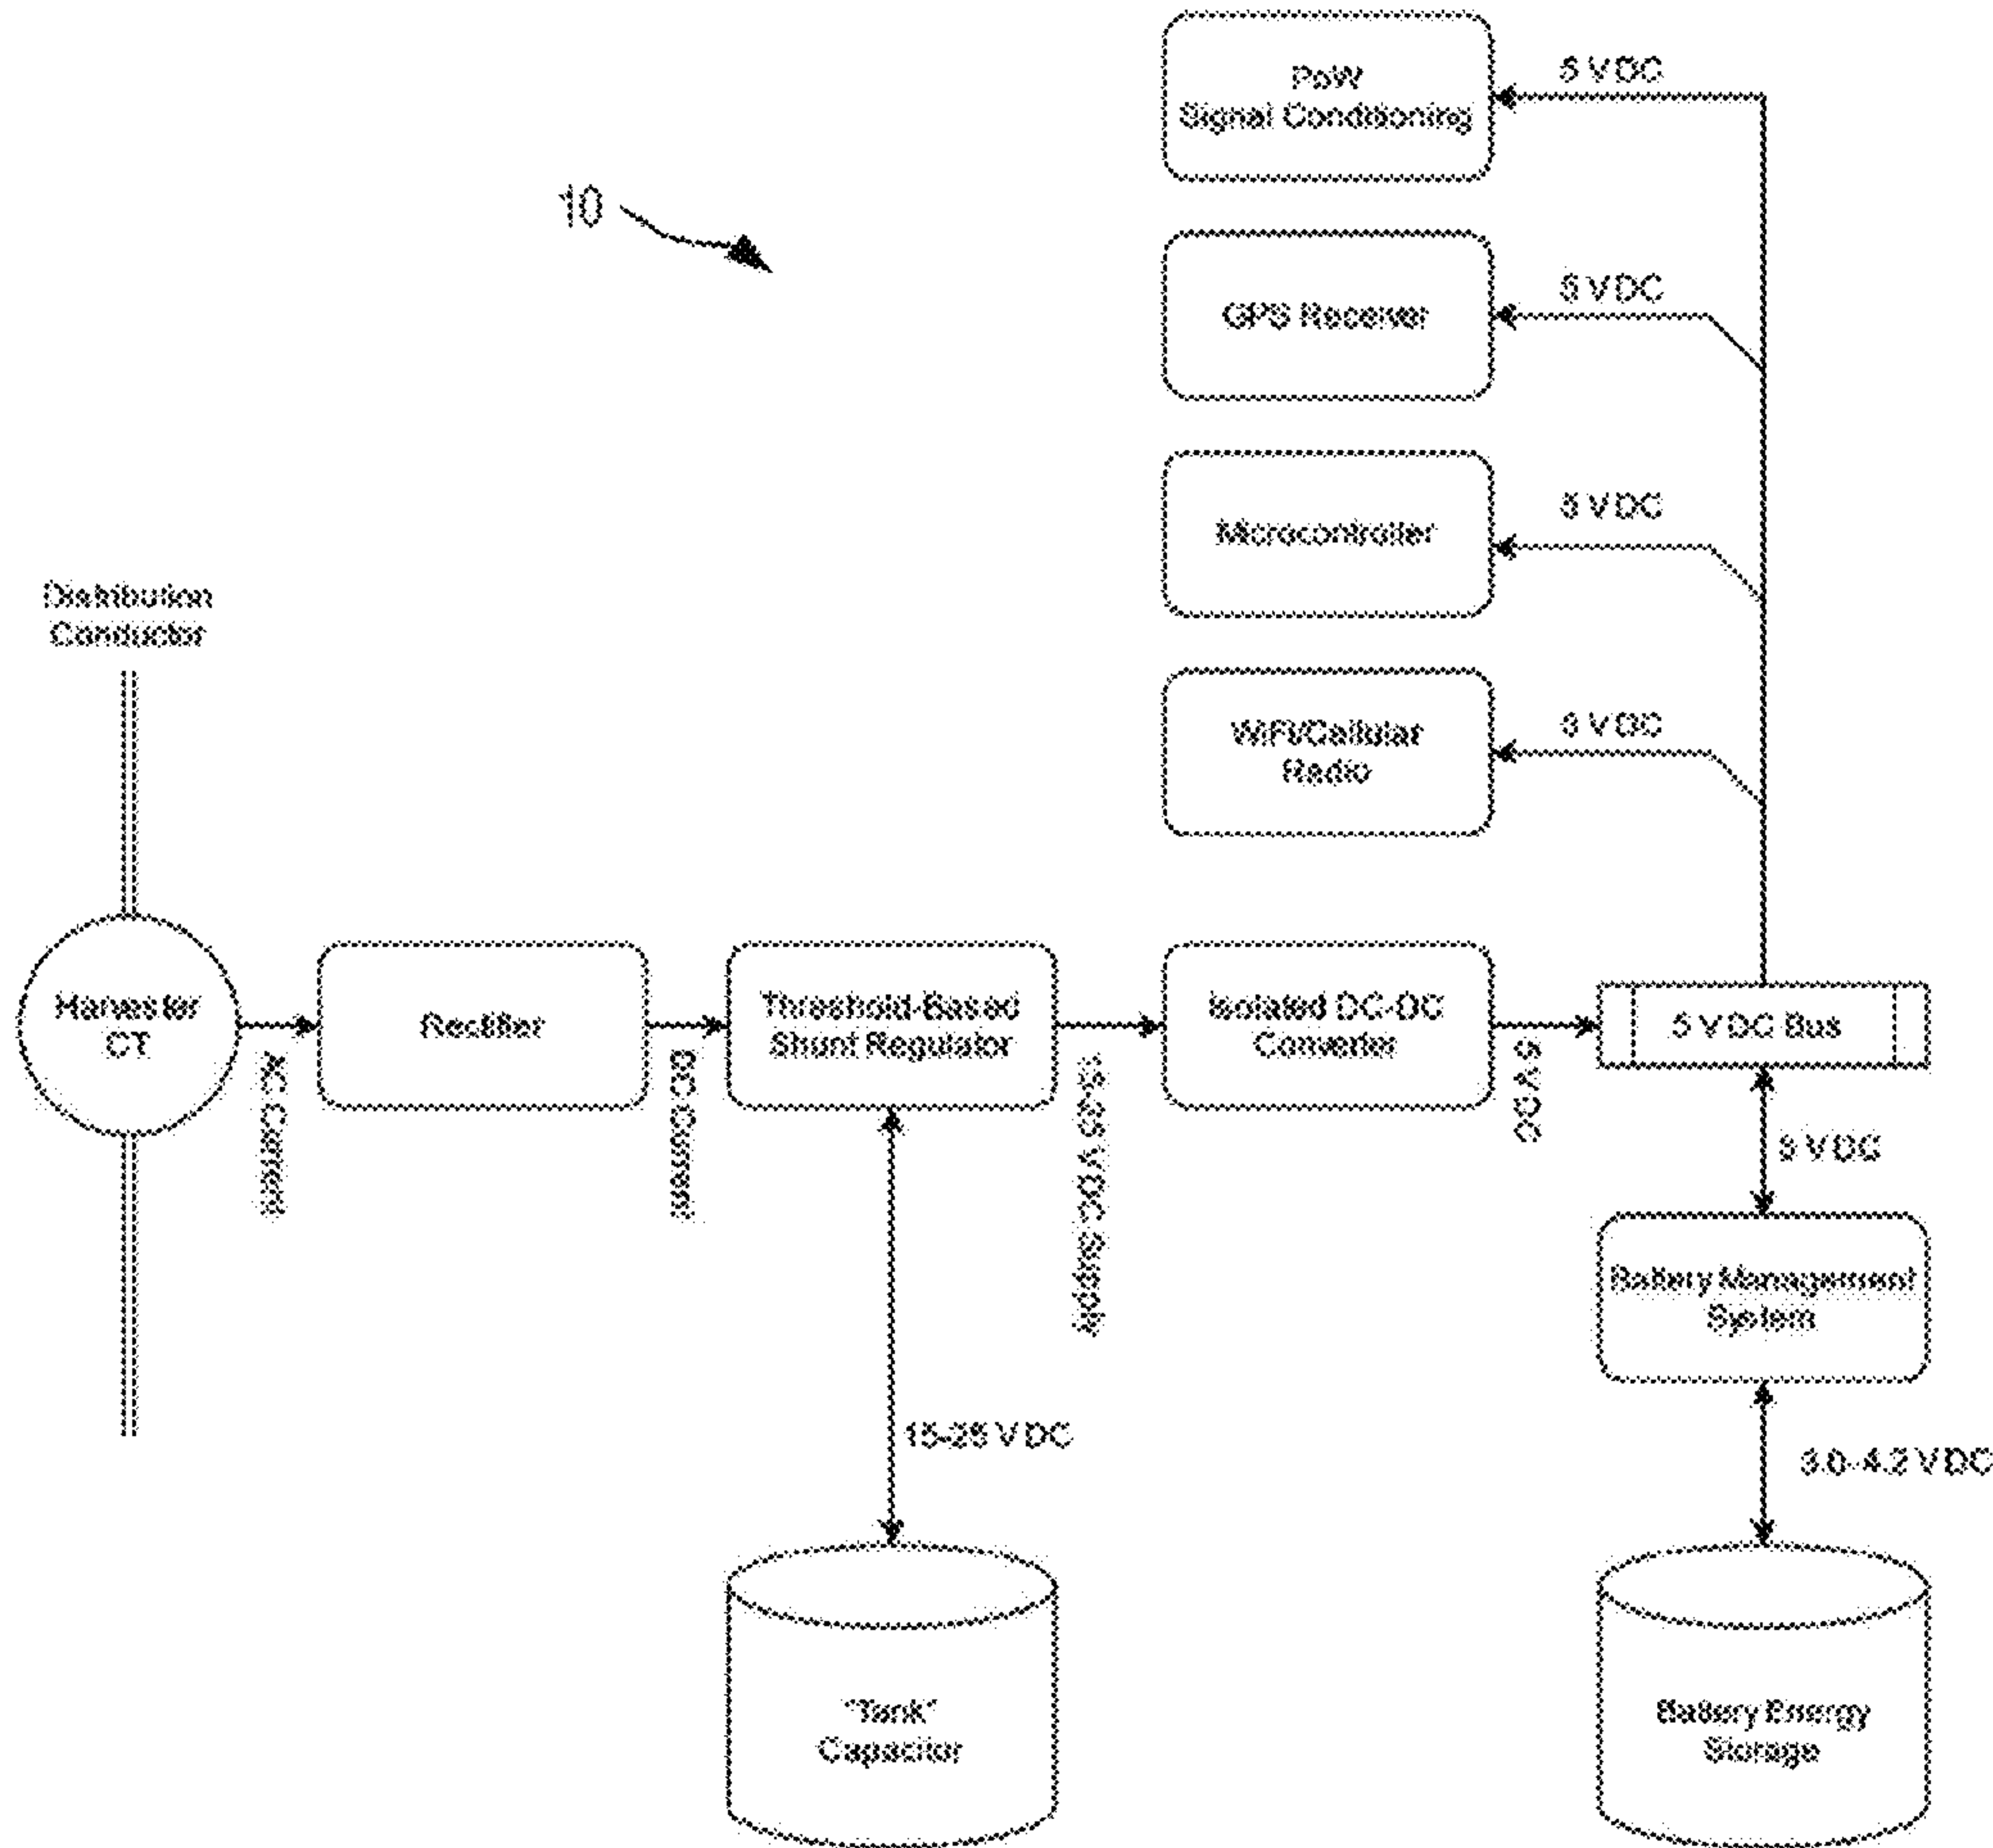 PoW
Signal Conditioning
5 VDC
10
GPS Receiver
5 VDC
Microcontroller
5 VDC
Distribution
Conductor
WiFi/Cellular
Radio
5 VDC
Harvester
CT
Rectifier
Threshold-Based
Shunt Regulator
Isolated DC-DC
Converter
5 VDC Bus
AC Current
DC Current
VDC Supply
5 VDC
5 VDC
Battery Management
System
15-25 VDC
3.0-4.2 VDC
"Tank"
Capacitor
Battery Energy
Storage